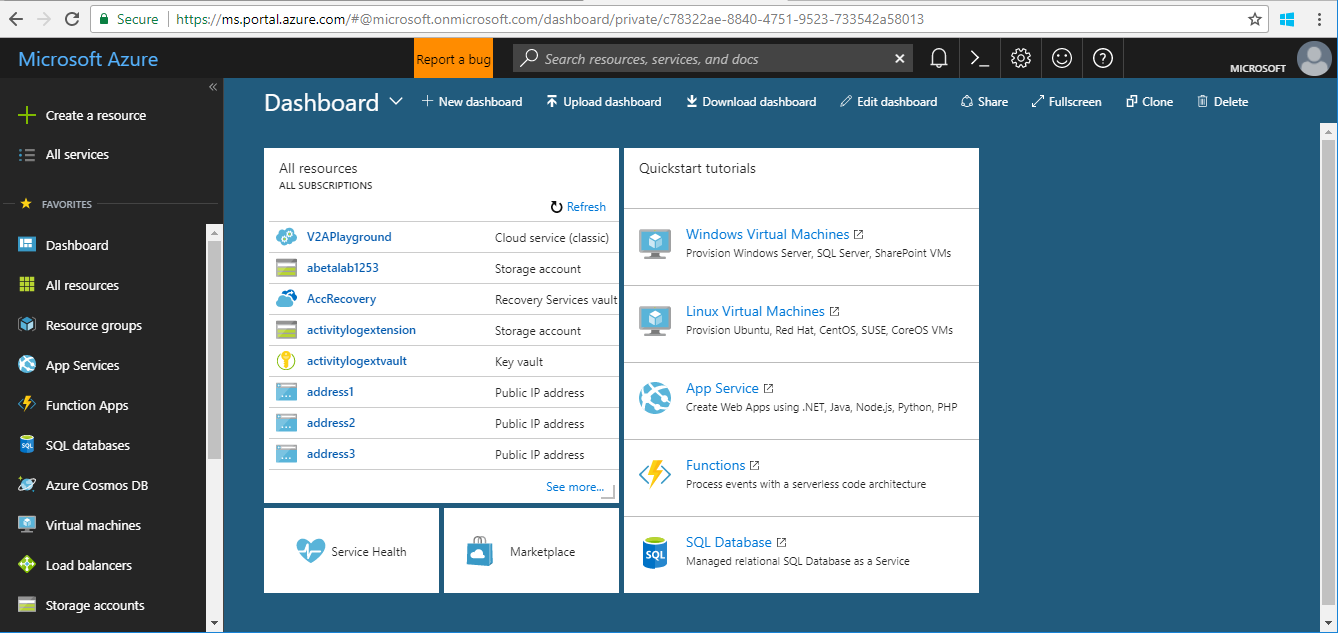 Secure https://ms.portal.azure.com/#@microsoft.onmicrosoft.com/dashboard/private/c78322ae-8840-4751-9523-733542a58013
Microsoft Azure Report a bug Search resources, services, and docs MICROSOFT
Create a resource
All services
FAVORITES
Dashboard
All resources
Resource groups
App Services
Function Apps
SQL databases
Azure Cosmos DB
Virtual machines
Load balancers
Storage accounts
Dashboard New dashboard Upload dashboard Download dashboard Edit dashboard Share Fullscreen Clone Delete
All resources
ALL SUBSCRIPTIONS
Refresh
V2APlayground Cloud service (classic)
abetalab1253 Storage account
AccRecovery Recovery Services vault
activitylogextension Storage account
activitylogextvault Key vault
address1 Public IP address
address2 Public IP address
address3 Public IP address
See more...
Service Health
Marketplace
Quickstart tutorials
Windows Virtual Machines
Provision Windows Server, SQL Server, SharePoint VMs
Linux Virtual Machines
Provision Ubuntu, Red Hat, CentOS, SUSE, CoreOS VMs
App Service
Create Web Apps using .NET, Java, Node.js, Python, PHP
Functions
Process events with a serverless code architecture
SQL
SQL Database
Managed relational SQL Database as a Service